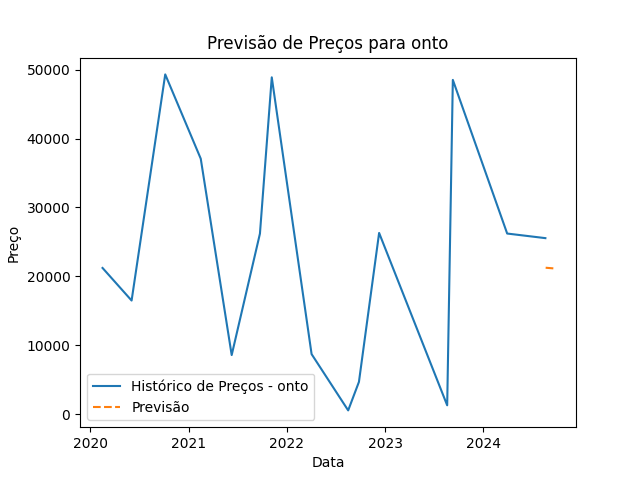 Previsão de Preços para onto
Preço
50000
40000
30000
20000
10000
0
Histórico de Preços - onto
Previsão
2020 2021 2022 2023 2024
Data